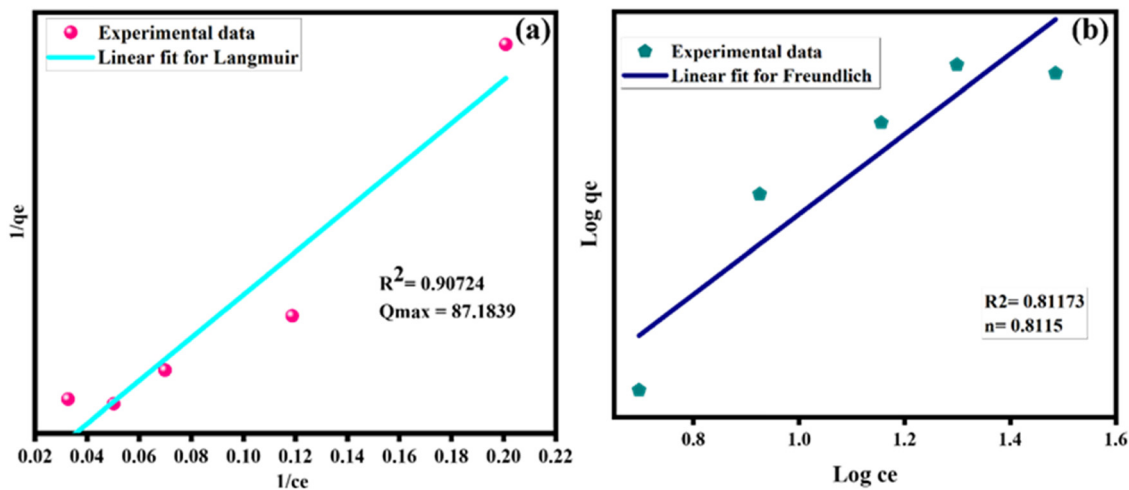 (a)
Experimental data
Linear fit for Langmuir
1/qe
R2= 0.90724
Qmax = 87.1839
0.02 0.04 0.06 0.08 0.10 0.12 0.14 0.16 0.18 0.20 0.22
1/ce
(b)
Experimental data
Linear fit for Freundlich
Log qe
R2= 0.81173
n= 0.8115
0.8 1.0 1.2 1.4 1.6
Log ce